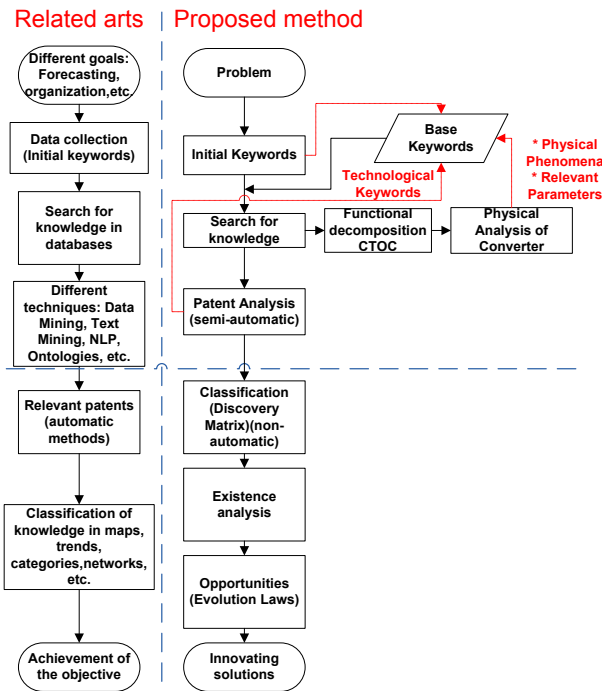 Related arts
Proposed method
Different goals:
Forecasting,
organization,etc.
Data collection
(Initial keywords)
Search for
knowledge in
databases
Different
techniques: Data
Mining, Text
Mining, NLP,
Ontologies, etc.
Relevant patents
(automatic
methods)
Classification of
knowledge in maps,
trends,
categories,networks,
etc.
Achievement of
the objective
Problem
Initial Keywords
Base
Keywords
* Physical
Phenomena
* Relevant
Parameters
Technological
Keywords
Search for
knowledge
Functional
decomposition
CTOC
Physical
Analysis of
Converter
Patent Analysis
(semi-automatic)
Classification
(Discovery
Matrix)(non-
automatic)
Existence
analysis
Opportunities
(Evolution Laws)
Innovating
solutions